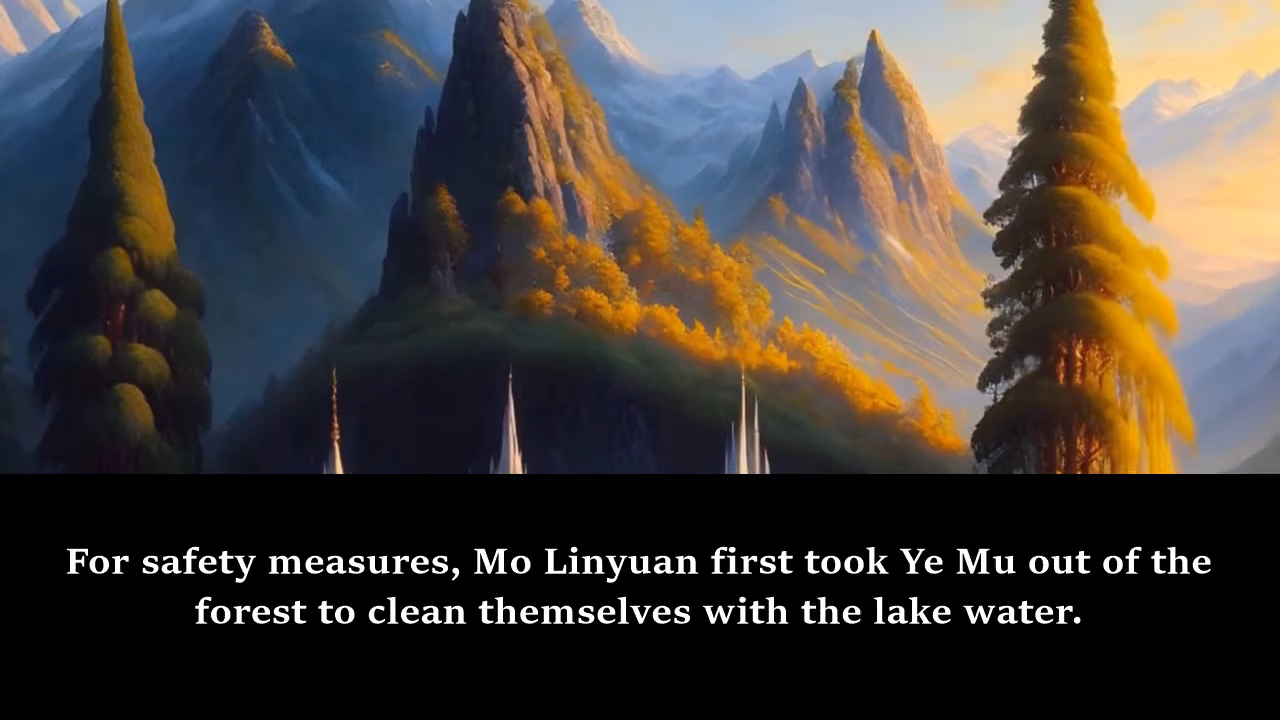 For safety measures, Mo Linyuan first took Ye Mu out of the
forest to clean themselves with the lake water.